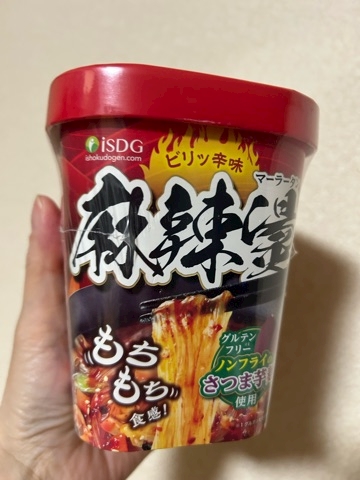 iSDG
ishokudogen.com
ビリッ辛味
マーラータン
麻辣湯
もち
もち
食感!
グルテン
フリー
ノンフライ
さつま芋
使用